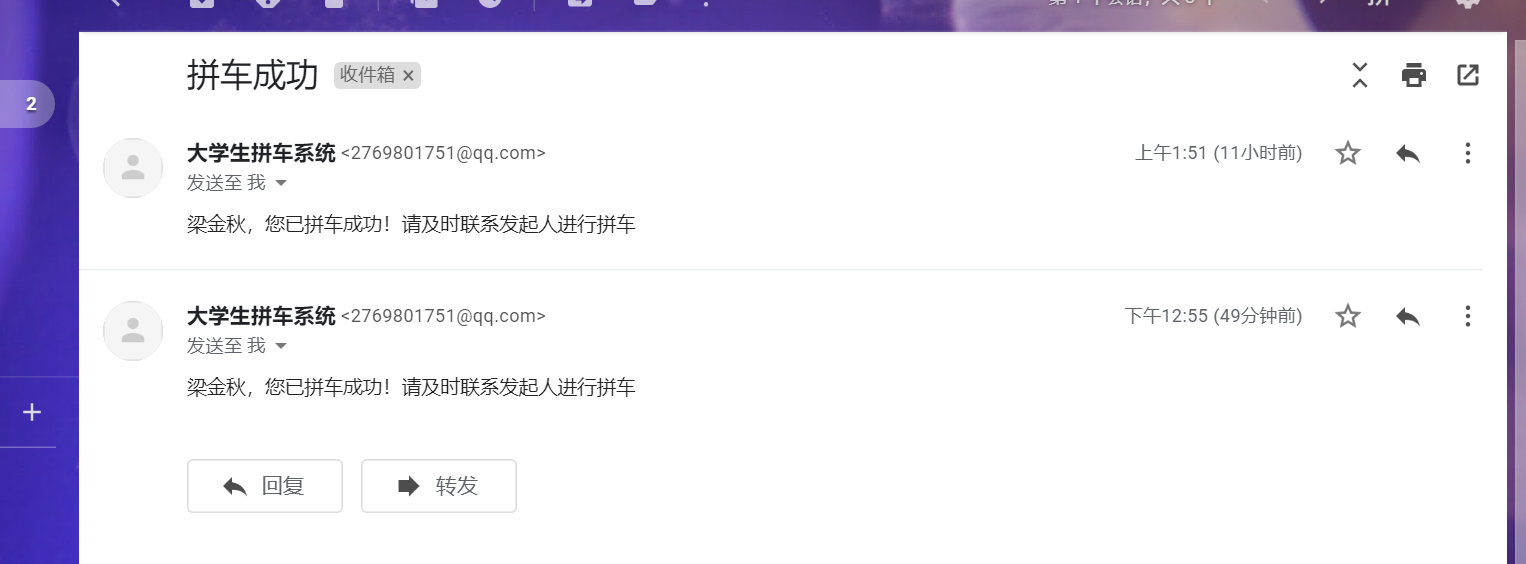 拼车成功 收件箱 ×
2
大学生拼车系统 <2769801751@qq.com> 上午1:51 (11小时前)
发送至 我
梁金秋，您已拼车成功！请及时联系发起人进行拼车
大学生拼车系统 <2769801751@qq.com> 下午12:55 (49分钟前)
发送至 我
梁金秋，您已拼车成功！请及时联系发起人进行拼车
回复 转发